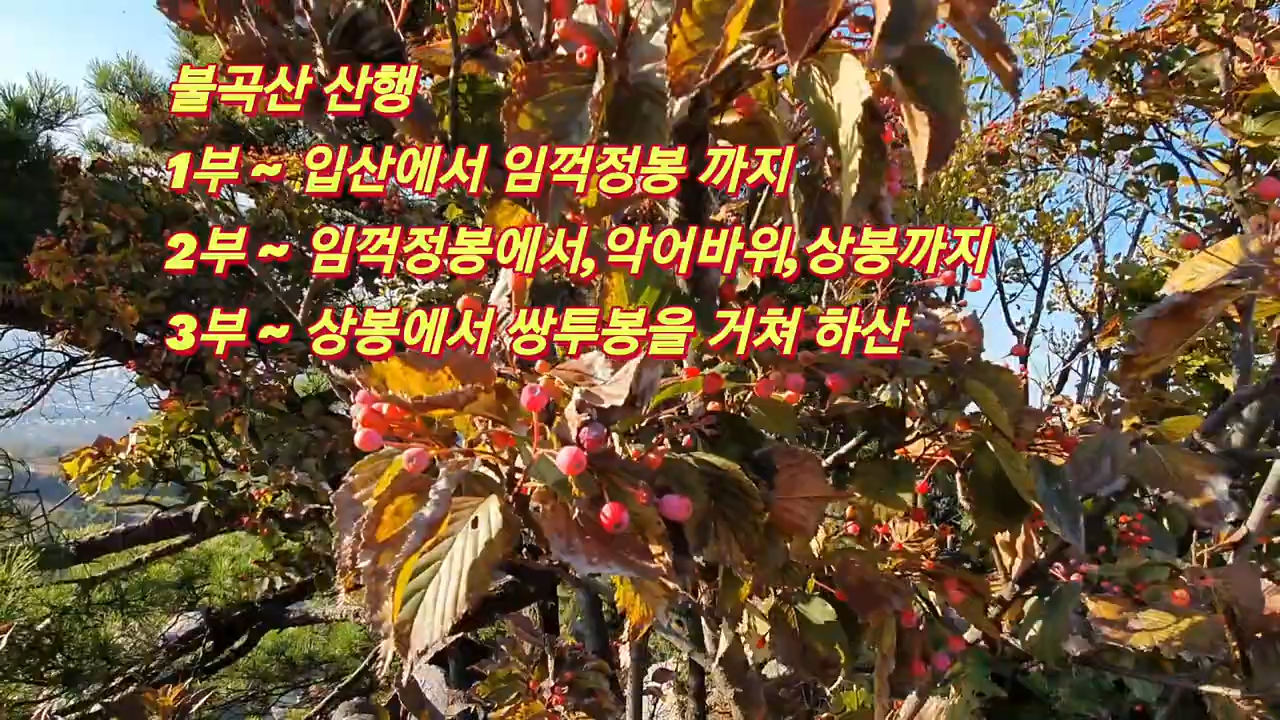 불곡산 산행
1부 ~ 입산에서 임꺽정봉 까지
2부 ~ 임꺽정봉에서, 악어바위, 상봉까지
3부 ~ 상봉에서 쌍투봉을 거쳐 하산